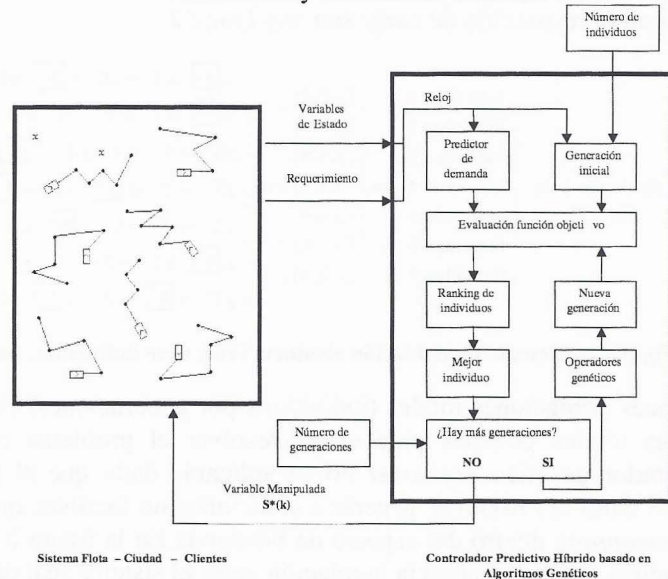 Número de
individuos
Variables
de Estado
Requerimiento
Reloj
Predictor
de
demanda
Generación
inicial
Evaluación función objeti vo
Ranking de
individuos
Nueva
generación
Mejor
individuo
Operadores
genéticos
Número de
generaciones
¿Hay más generaciones?
NO SI
Variable Manipulada
S*(k)
x
x
Sistema Flota – Ciudad – Clientes
Controlador Predictivo Híbrido basado en
Algoritmos Genéticos